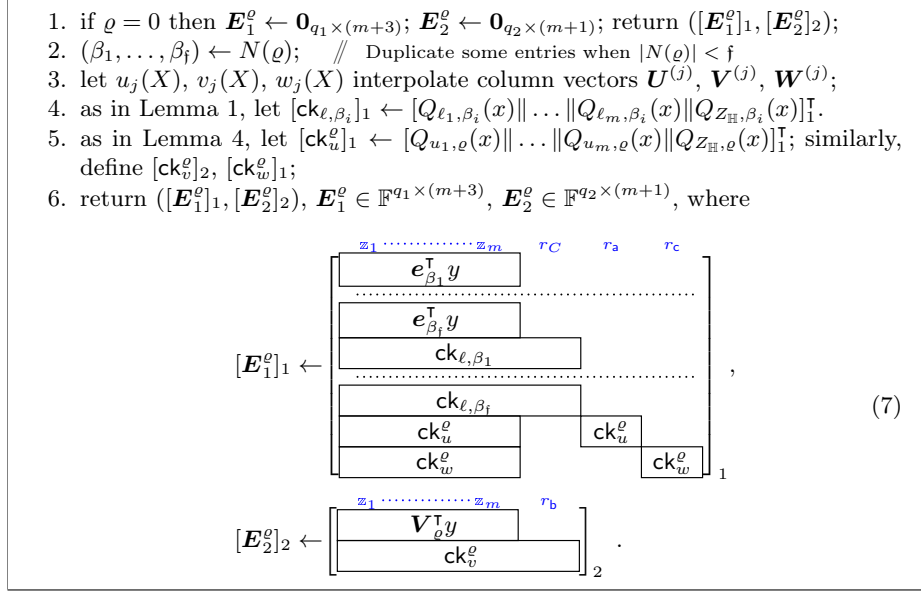 1. if ϱ = 0 then 𝑬₁^ϱ ← 𝟎_{q₁×(m+3)}; 𝑬₂^ϱ ← 𝟎_{q₂×(m+1)}; return ([𝑬₁^ϱ]₁, [𝑬₂^ϱ]₂);
2. (β₁, . . . , β_𝔣) ← N(ϱ); // Duplicate some entries when |N(ϱ)| < 𝔣
3. let u_j(X), v_j(X), w_j(X) interpolate column vectors 𝑼^{(j)}, 𝑽^{(j)}, 𝑾^{(j)};
4. as in Lemma 1, let [ck_{ℓ,β_i}]₁ ← [Q_{ℓ₁,β_i}(x)‖ . . . ‖Q_{ℓ_m,β_i}(x)‖Q_{Z_ℍ,β_i}(x)]₁^⊺.
5. as in Lemma 4, let [ck_u^ϱ]₁ ← [Q_{u₁,ϱ}(x)‖ . . . ‖Q_{u_m,ϱ}(x)‖Q_{Z_ℍ,ϱ}(x)]₁^⊺; similarly,
define [ck_v^ϱ]₂, [ck_w^ϱ]₁;
6. return ([𝑬₁^ϱ]₁, [𝑬₂^ϱ]₂), 𝑬₁^ϱ ∈ 𝔽^{q₁×(m+3)}, 𝑬₂^ϱ ∈ 𝔽^{q₂×(m+1)}, where
𝕫₁ ·············· 𝕫_m r_C r_a r_c
𝒆_{β₁}^⊺ y
𝒆_{β_𝔣}^⊺ y
ck_{ℓ,β₁}
[𝑬₁^ϱ]₁ ← [ ]₁ ,
ck_{ℓ,β_𝔣}
(7)
ck_u^ϱ ck_u^ϱ
ck_w^ϱ ck_w^ϱ
𝕫₁ ·············· 𝕫_m r_b
𝑽_ϱ^⊺ y
[𝑬₂^ϱ]₂ ← [ ]₂ .
ck_v^ϱ